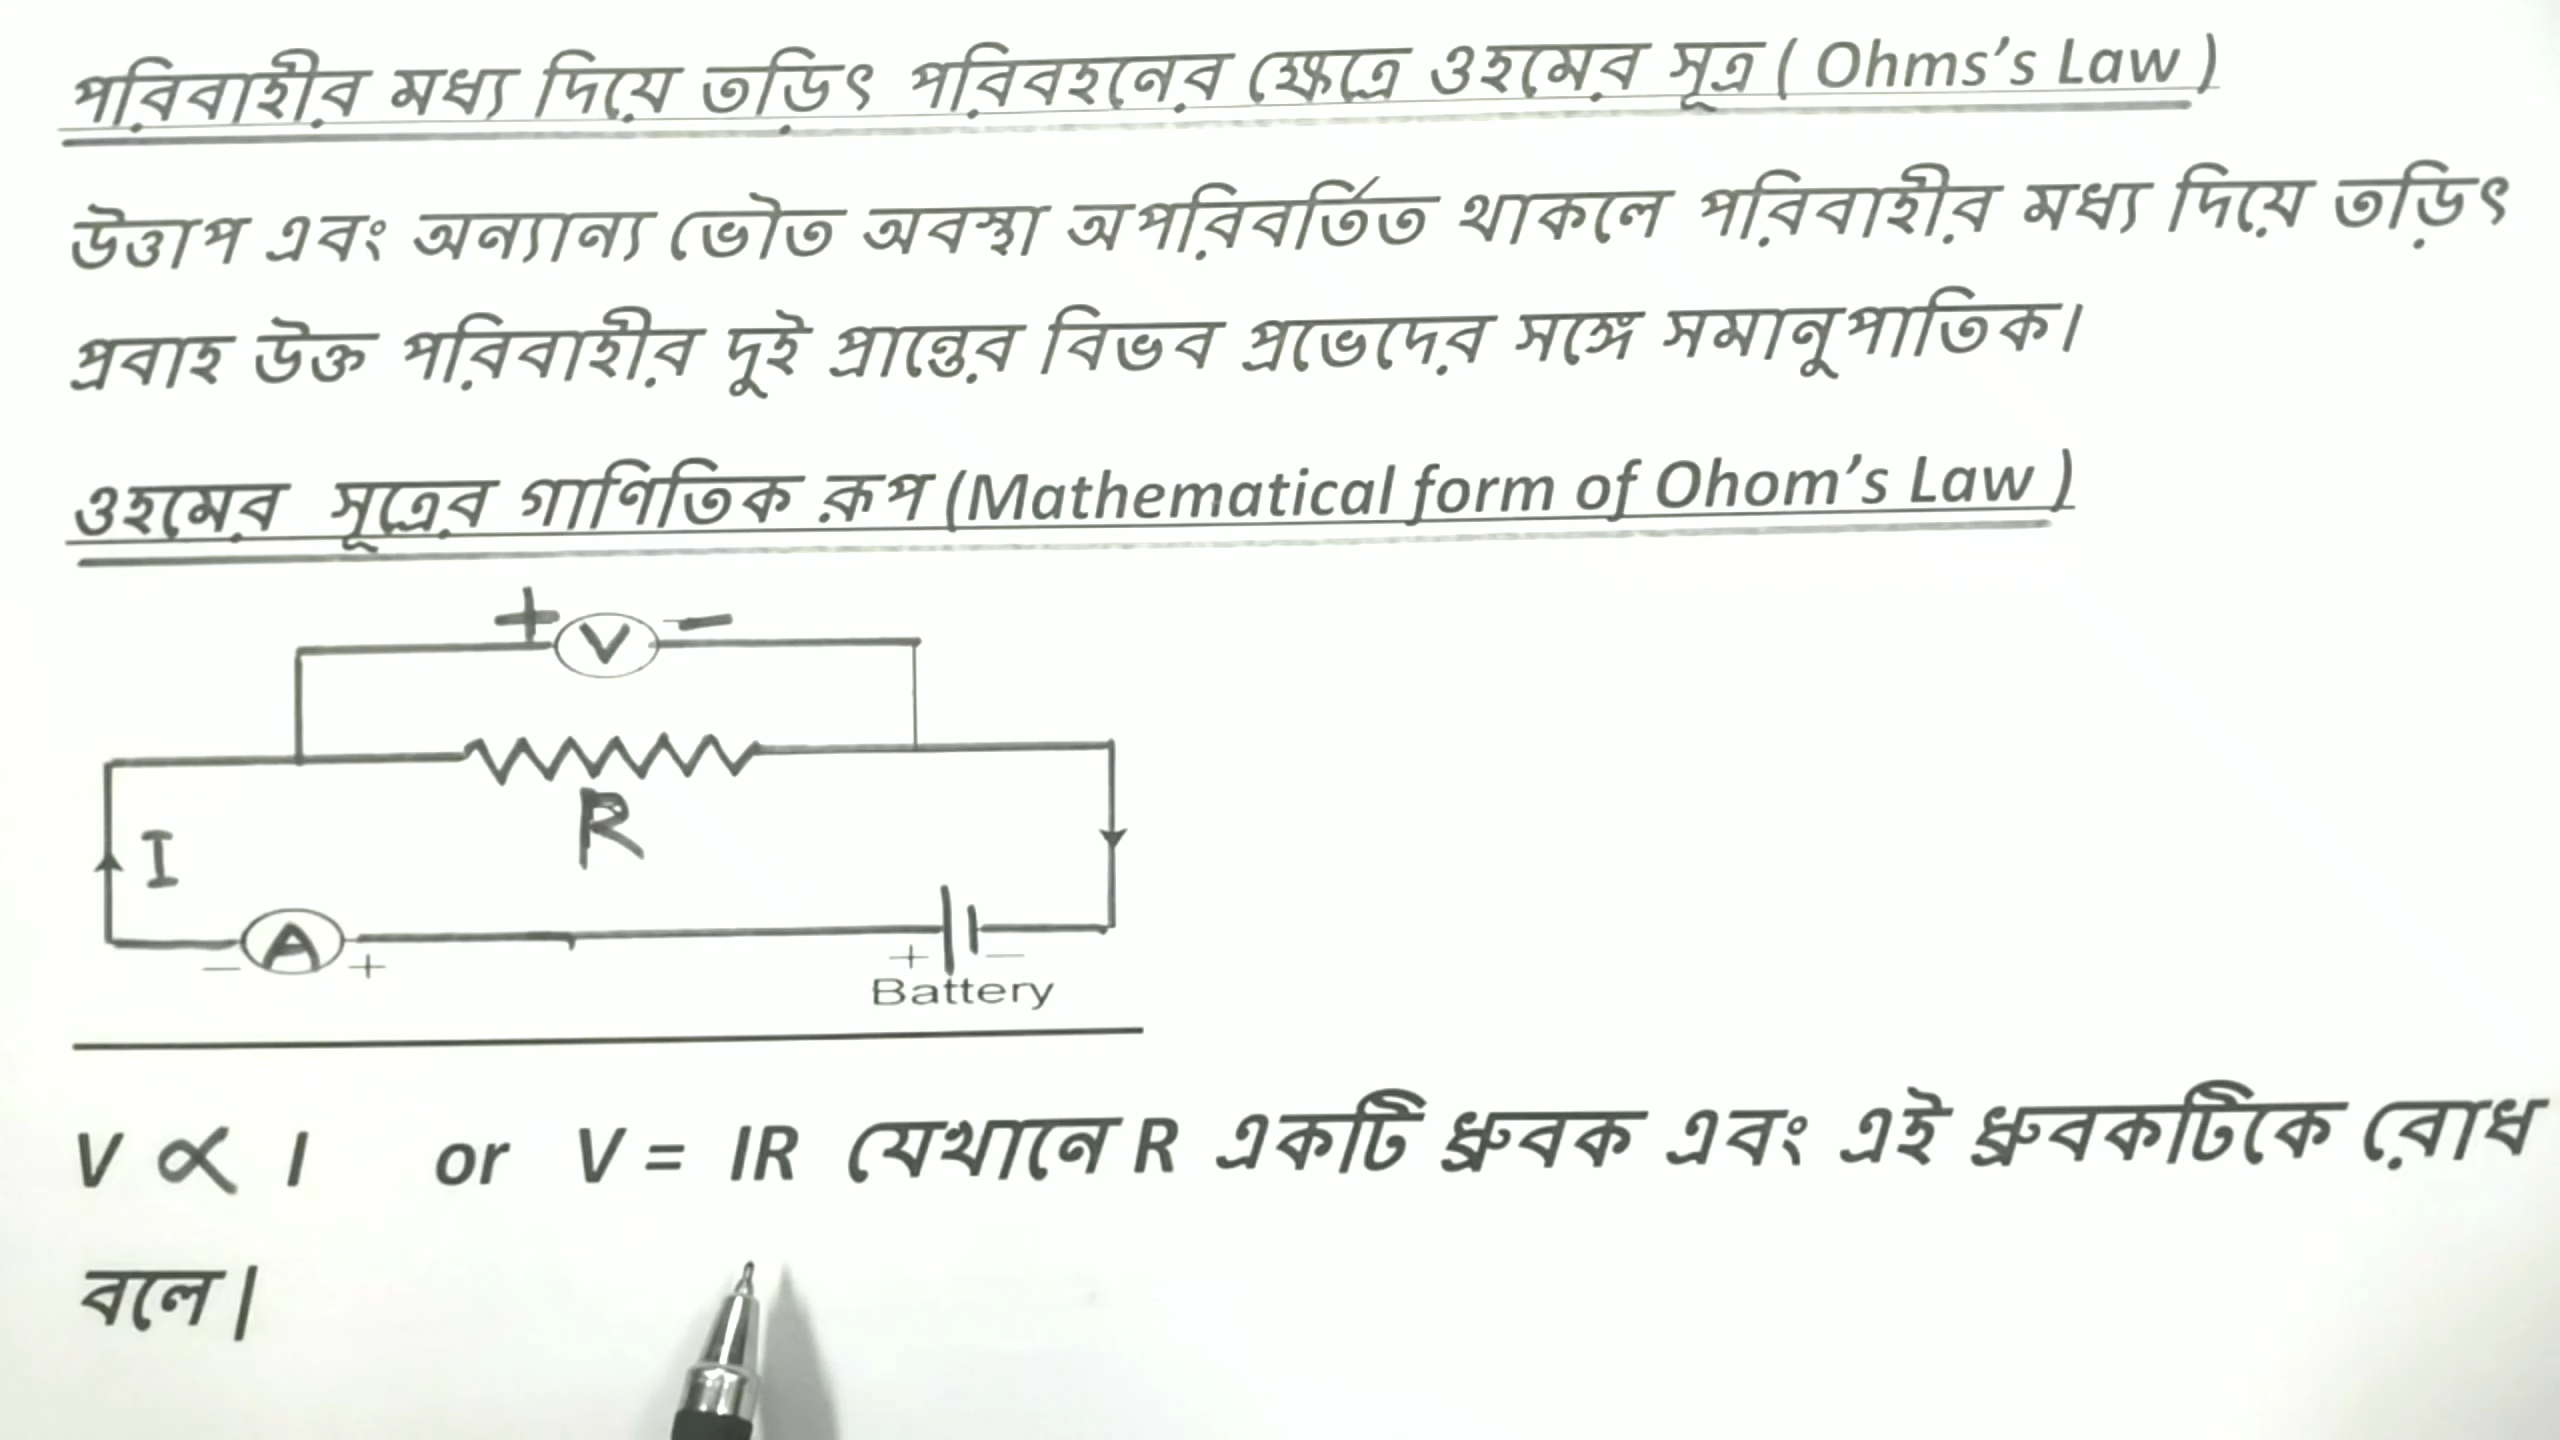 পরিবাহীর মধ্য দিয়ে তড়িৎ পরিবহনের ক্ষেত্রে ওহমের সূত্র ( Ohms’s Law )
উত্তাপ এবং অন্যান্য ভৌত অবস্থা অপরিবর্তিত থাকলে পরিবাহীর মধ্য দিয়ে তড়িৎ
প্রবাহ উক্ত পরিবাহীর দুই প্রান্তের বিভব প্রভেদের সঙ্গে সমানুপাতিক।
ওহমের সূত্রের গাণিতিক রূপ (Mathematical form of Ohom’s Law )
+ V −
R
I
− A +
+ −
Battery
V ∝ I or V = IR যেখানে R একটি ধ্রুবক এবং এই ধ্রুবকটিকে রোধ
বলে |